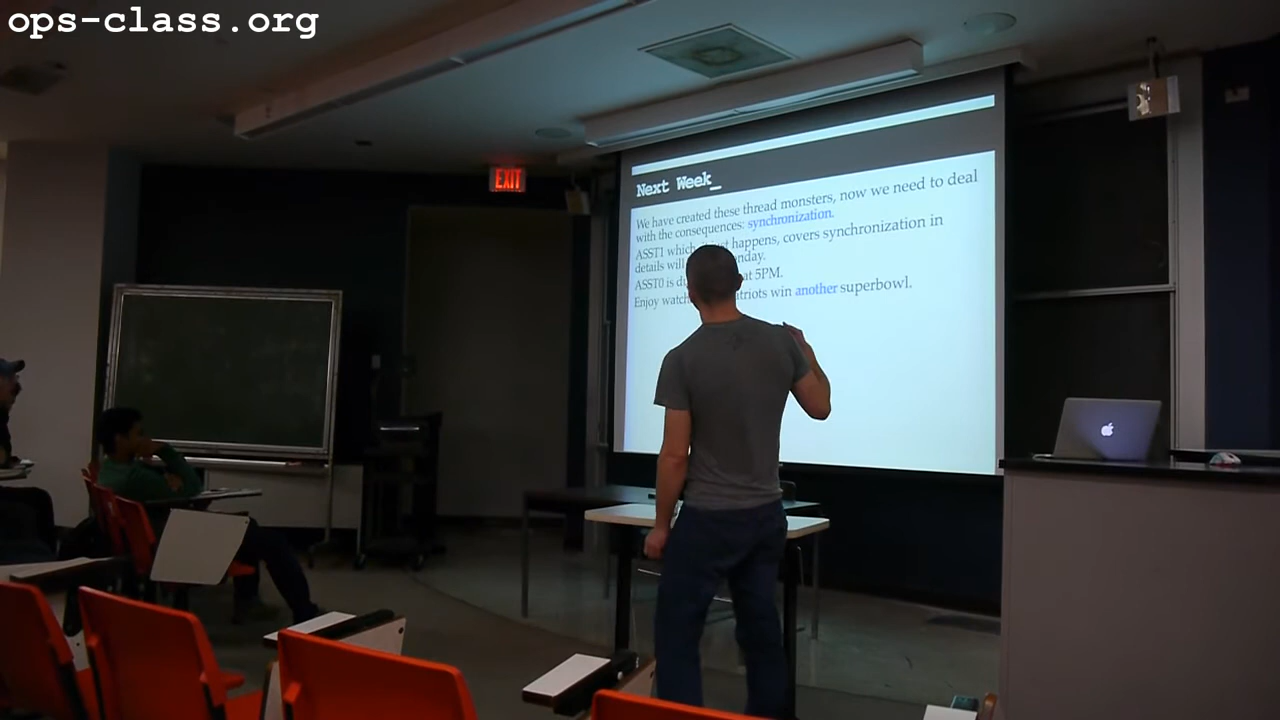 ops-class.org
EXIT
Next Week_
We have created these thread monsters, now we need to deal
with the consequences: synchronization.
ASST1 which just happens, covers synchronization in
details will
ASST0 is at 5PM.
Enjoy win another superbowl.